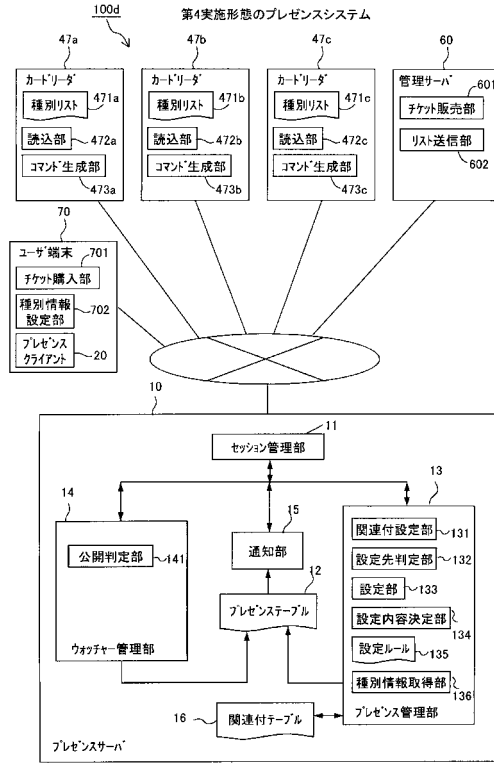 100d
第4実施形態のプレゼンスシステム
47a
47b
47c
60
カードリーダ
種別リスト
471a
読込部
472a
コマンド生成部
473a
カードリーダ
種別リスト
471b
読込部
472b
コマンド生成部
473b
カードリーダ
種別リスト
471c
読込部
472c
コマンド生成部
473c
管理サーバ
601
チケット販売部
リスト送信部
602
70
ユーザ端末
701
チケット購入部
種別情報
設定部
702
プレゼンス
クライアント
20
10
11
セッション管理部
14
公開判定部
141
ウォッチャー管理部
15
通知部
12
プレゼンステーブル
13
関連付設定部
131
設定先判定部
132
設定部
133
設定内容決定部
134
設定ルール
135
種別情報取得部
136
プレゼンス管理部
16
関連付テーブル
プレゼンスサーバ